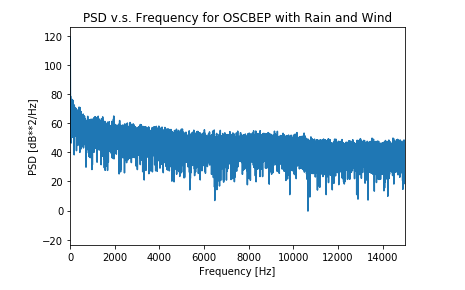 PSD v.s. Frequency for OSCBEP with Rain and Wind
120
100
80
60
40
20
0
−20
PSD [dB**2/Hz]
0 2000 4000 6000 8000 10000 12000 14000
Frequency [Hz]